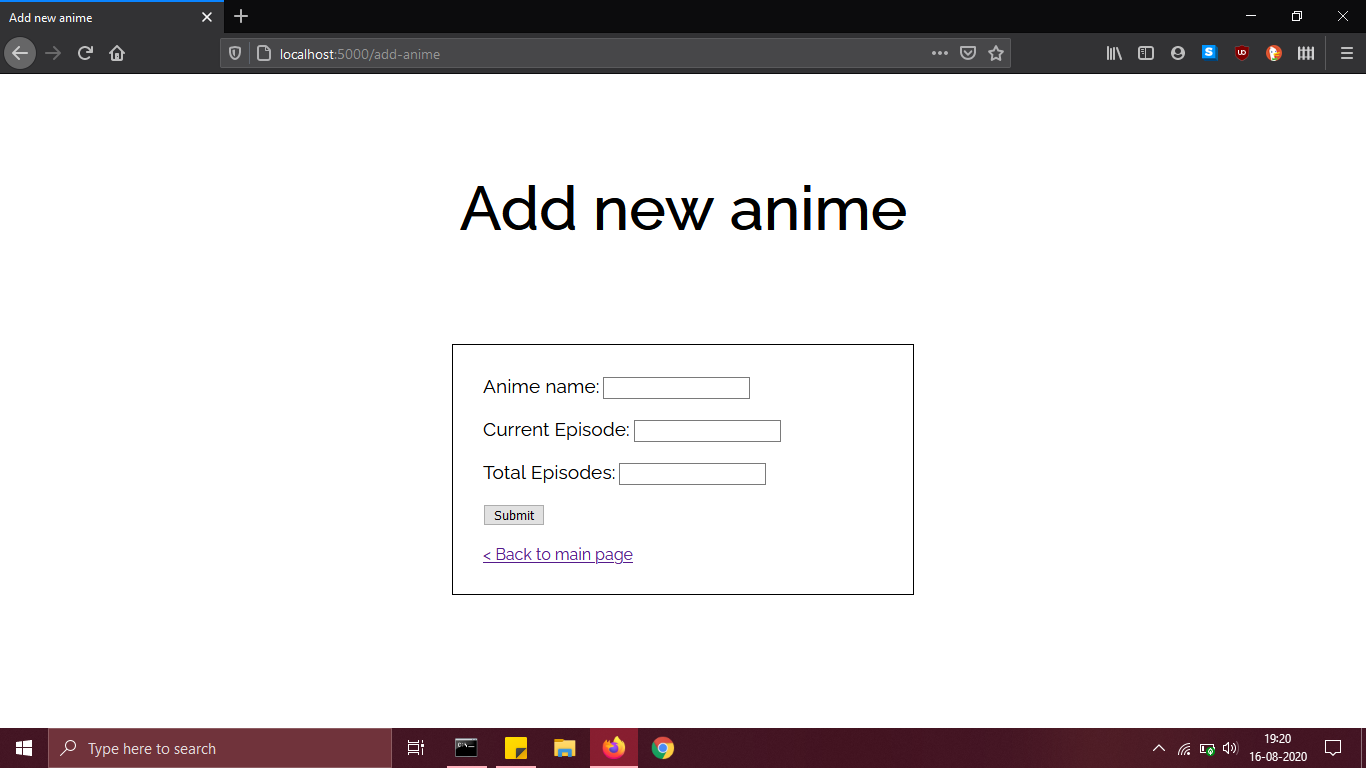 Add new anime
localhost:5000/add-anime
S
UD
Add new anime
Anime name:
Current Episode:
Total Episodes:
Submit
< Back to main page
Type here to search
19:20
16-08-2020